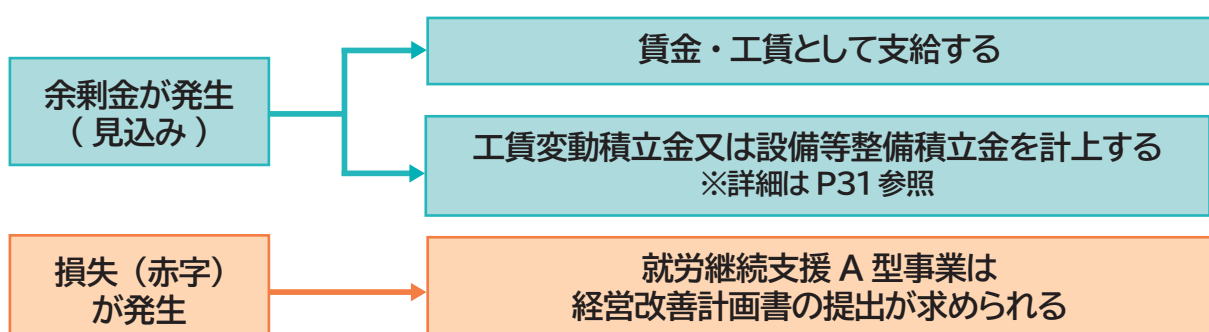 余剰金が発生
（見込み）
賃金・工賃として支給する
工賃変動積立金又は設備等整備積立金を計上する
※詳細は P31 参照
損失（赤字）
が発生
就労継続支援 A 型事業は
経営改善計画書の提出が求められる